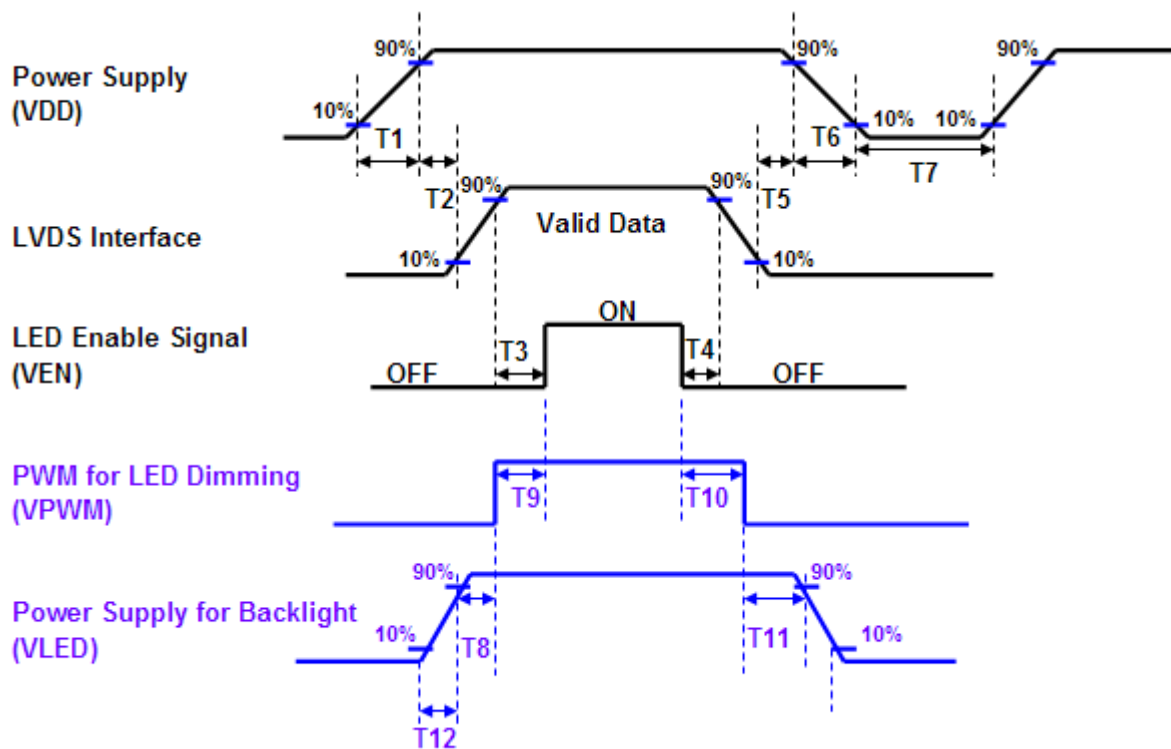 90% 90% 90%
Power Supply
(VDD)
10% 10% 10%
T1 T6 T7
T2 90% 90% T5
Valid Data
LVDS Interface
10% 10%
ON
LED Enable Signal
(VEN)
T3 T4
OFF OFF
PWM for LED Dimming
(VPWM)
T9 T10
90% 90%
Power Supply for Backlight
(VLED)
10% T8 T11 10%
T12